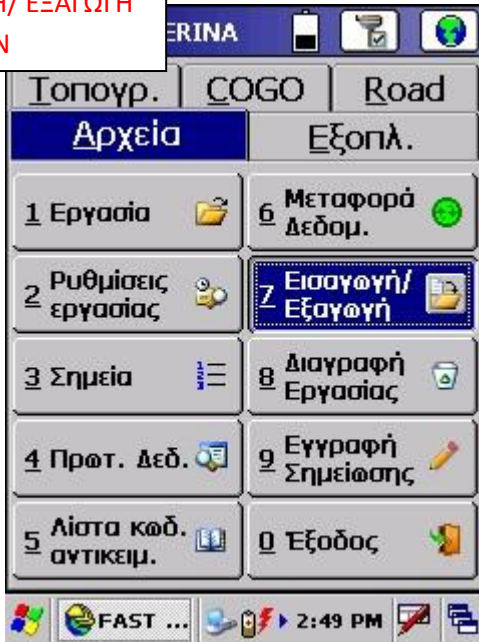 / ΕΞΑΓΩΓΗ
ERINA
Τοπογρ. COGO Road
Αρχεία Εξοπλ.
1 Εργασία
6 Μεταφορά
Δεδομ.
2 Ρυθμίσεις
εργασίας
7 Εισαγωγή/
Εξαγωγή
3 Σημεία
8 Διαγραφή
Εργασίας
4 Πρωτ. Δεδ.
9 Εγγραφή
Σημείωσης
5 Λίστα κωδ.
αντικειμ.
0 Έξοδος
FAST ... 2:49 PM